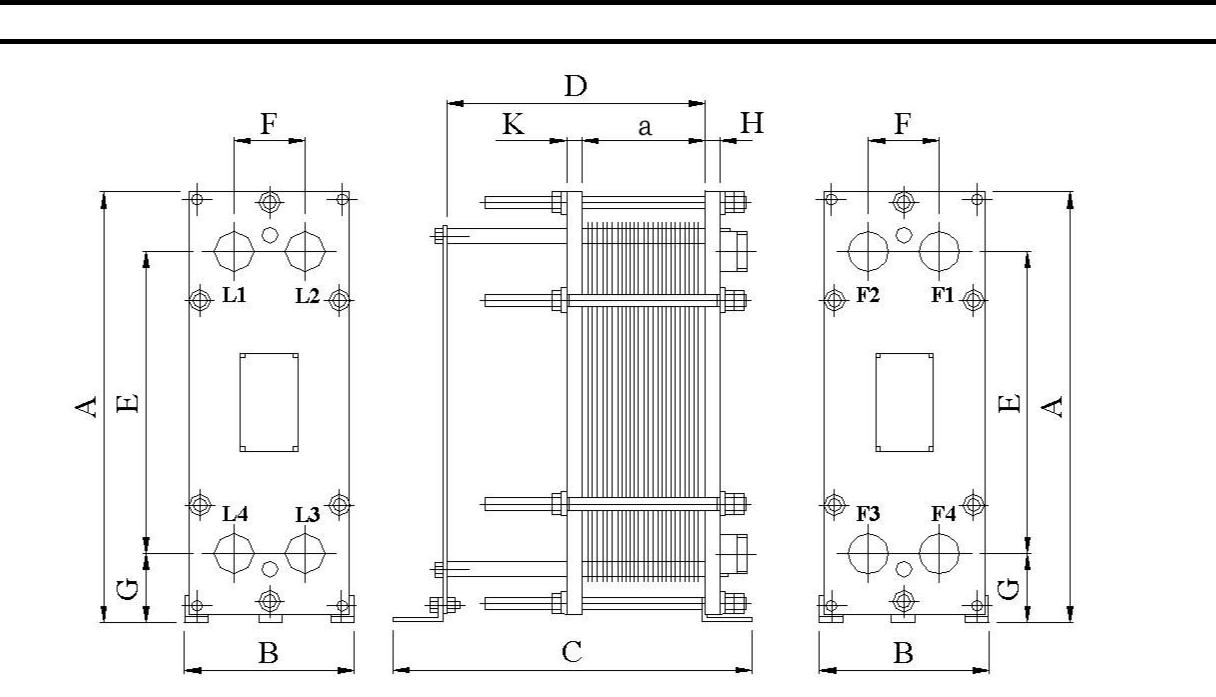 D
F K a H F
L1 L2 F2 F1
A E E A
L4 L3 F3 F4
G G
B C B